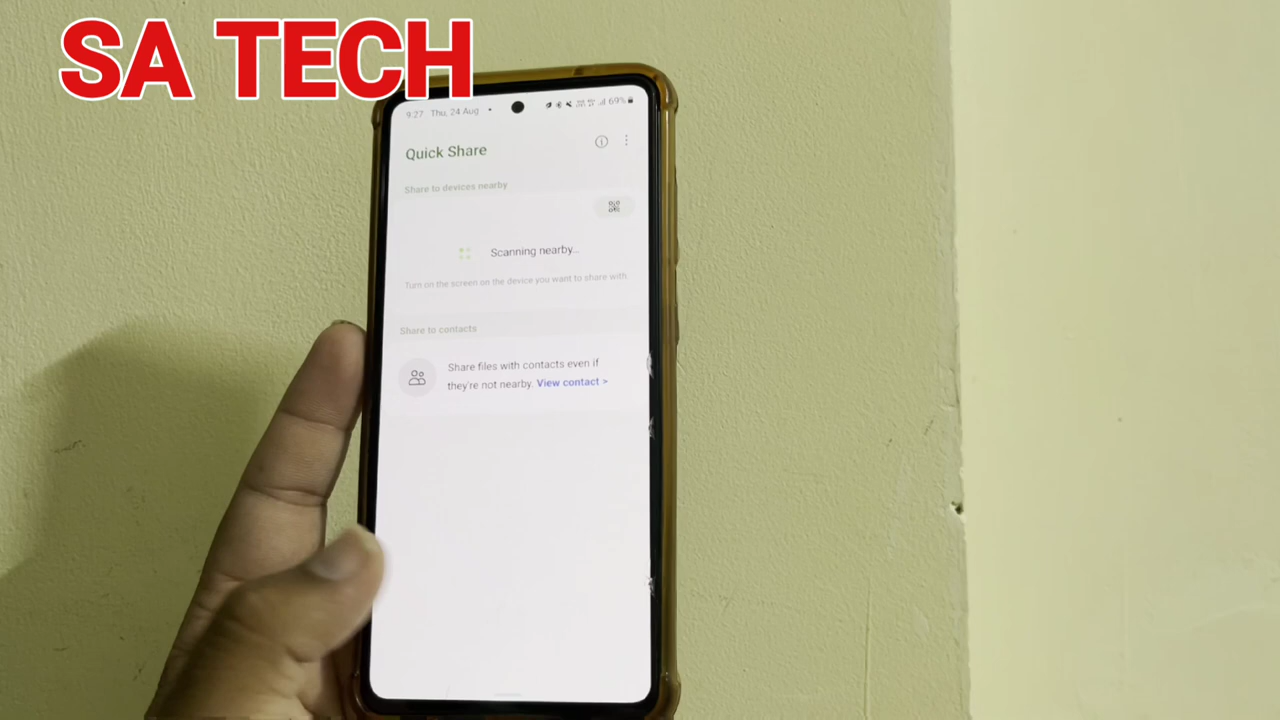 SA TECH
9:27 Thu, 24 Aug • 69%
Quick Share
Share to devices nearby
Scanning nearby...
Turn on the screen on the device you want to share with.
Share to contacts
Share files with contacts even if
they're not nearby. View contact >